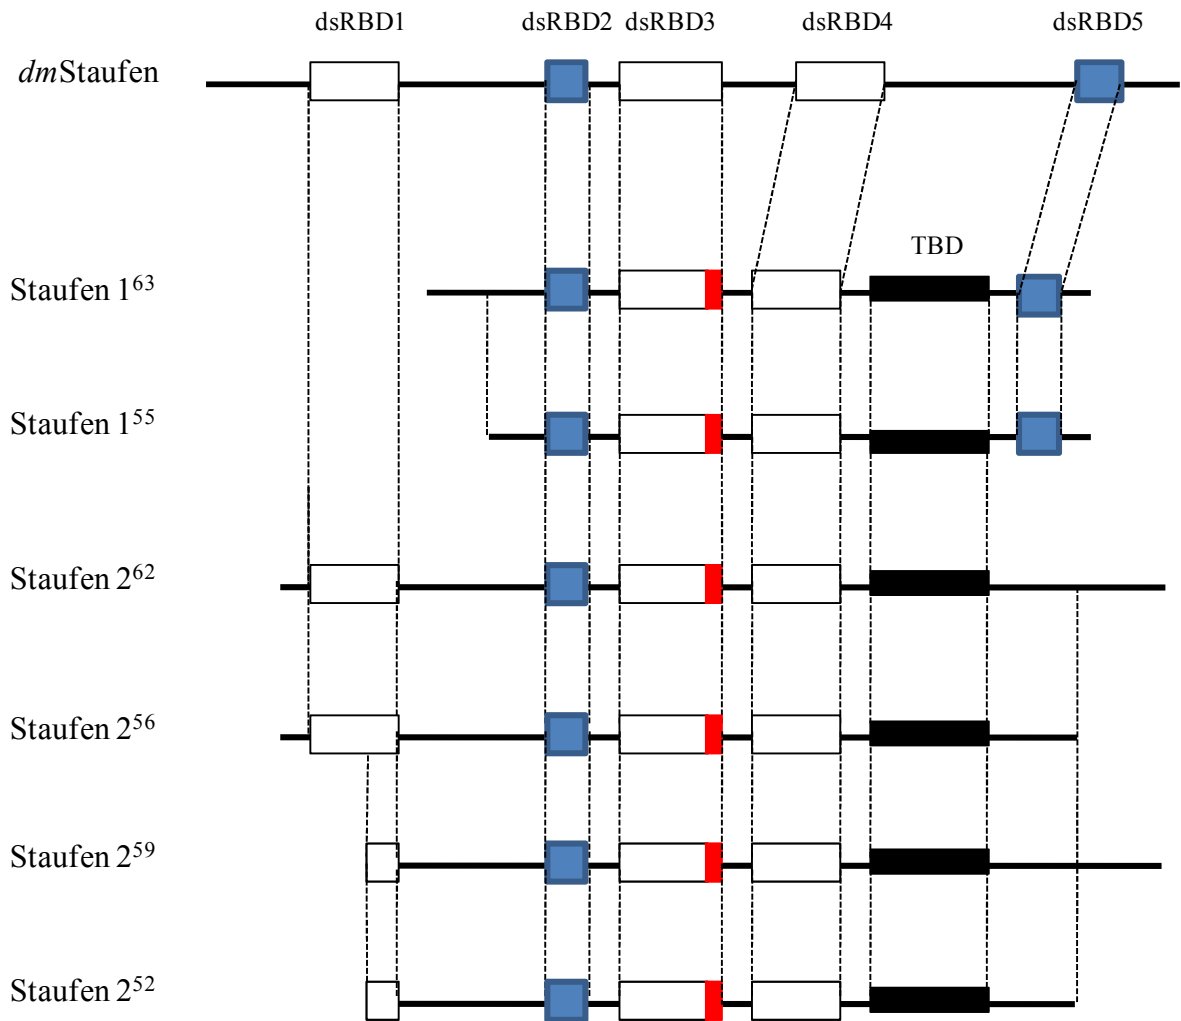 dsRBD1 dsRBD2 dsRBD3 dsRBD4 dsRBD5
dmStaufen
TBD
Staufen 1⁶³
Staufen 1⁵⁵
Staufen 2⁶²
Staufen 2⁵⁶
Staufen 2⁵⁹
Staufen 2⁵²